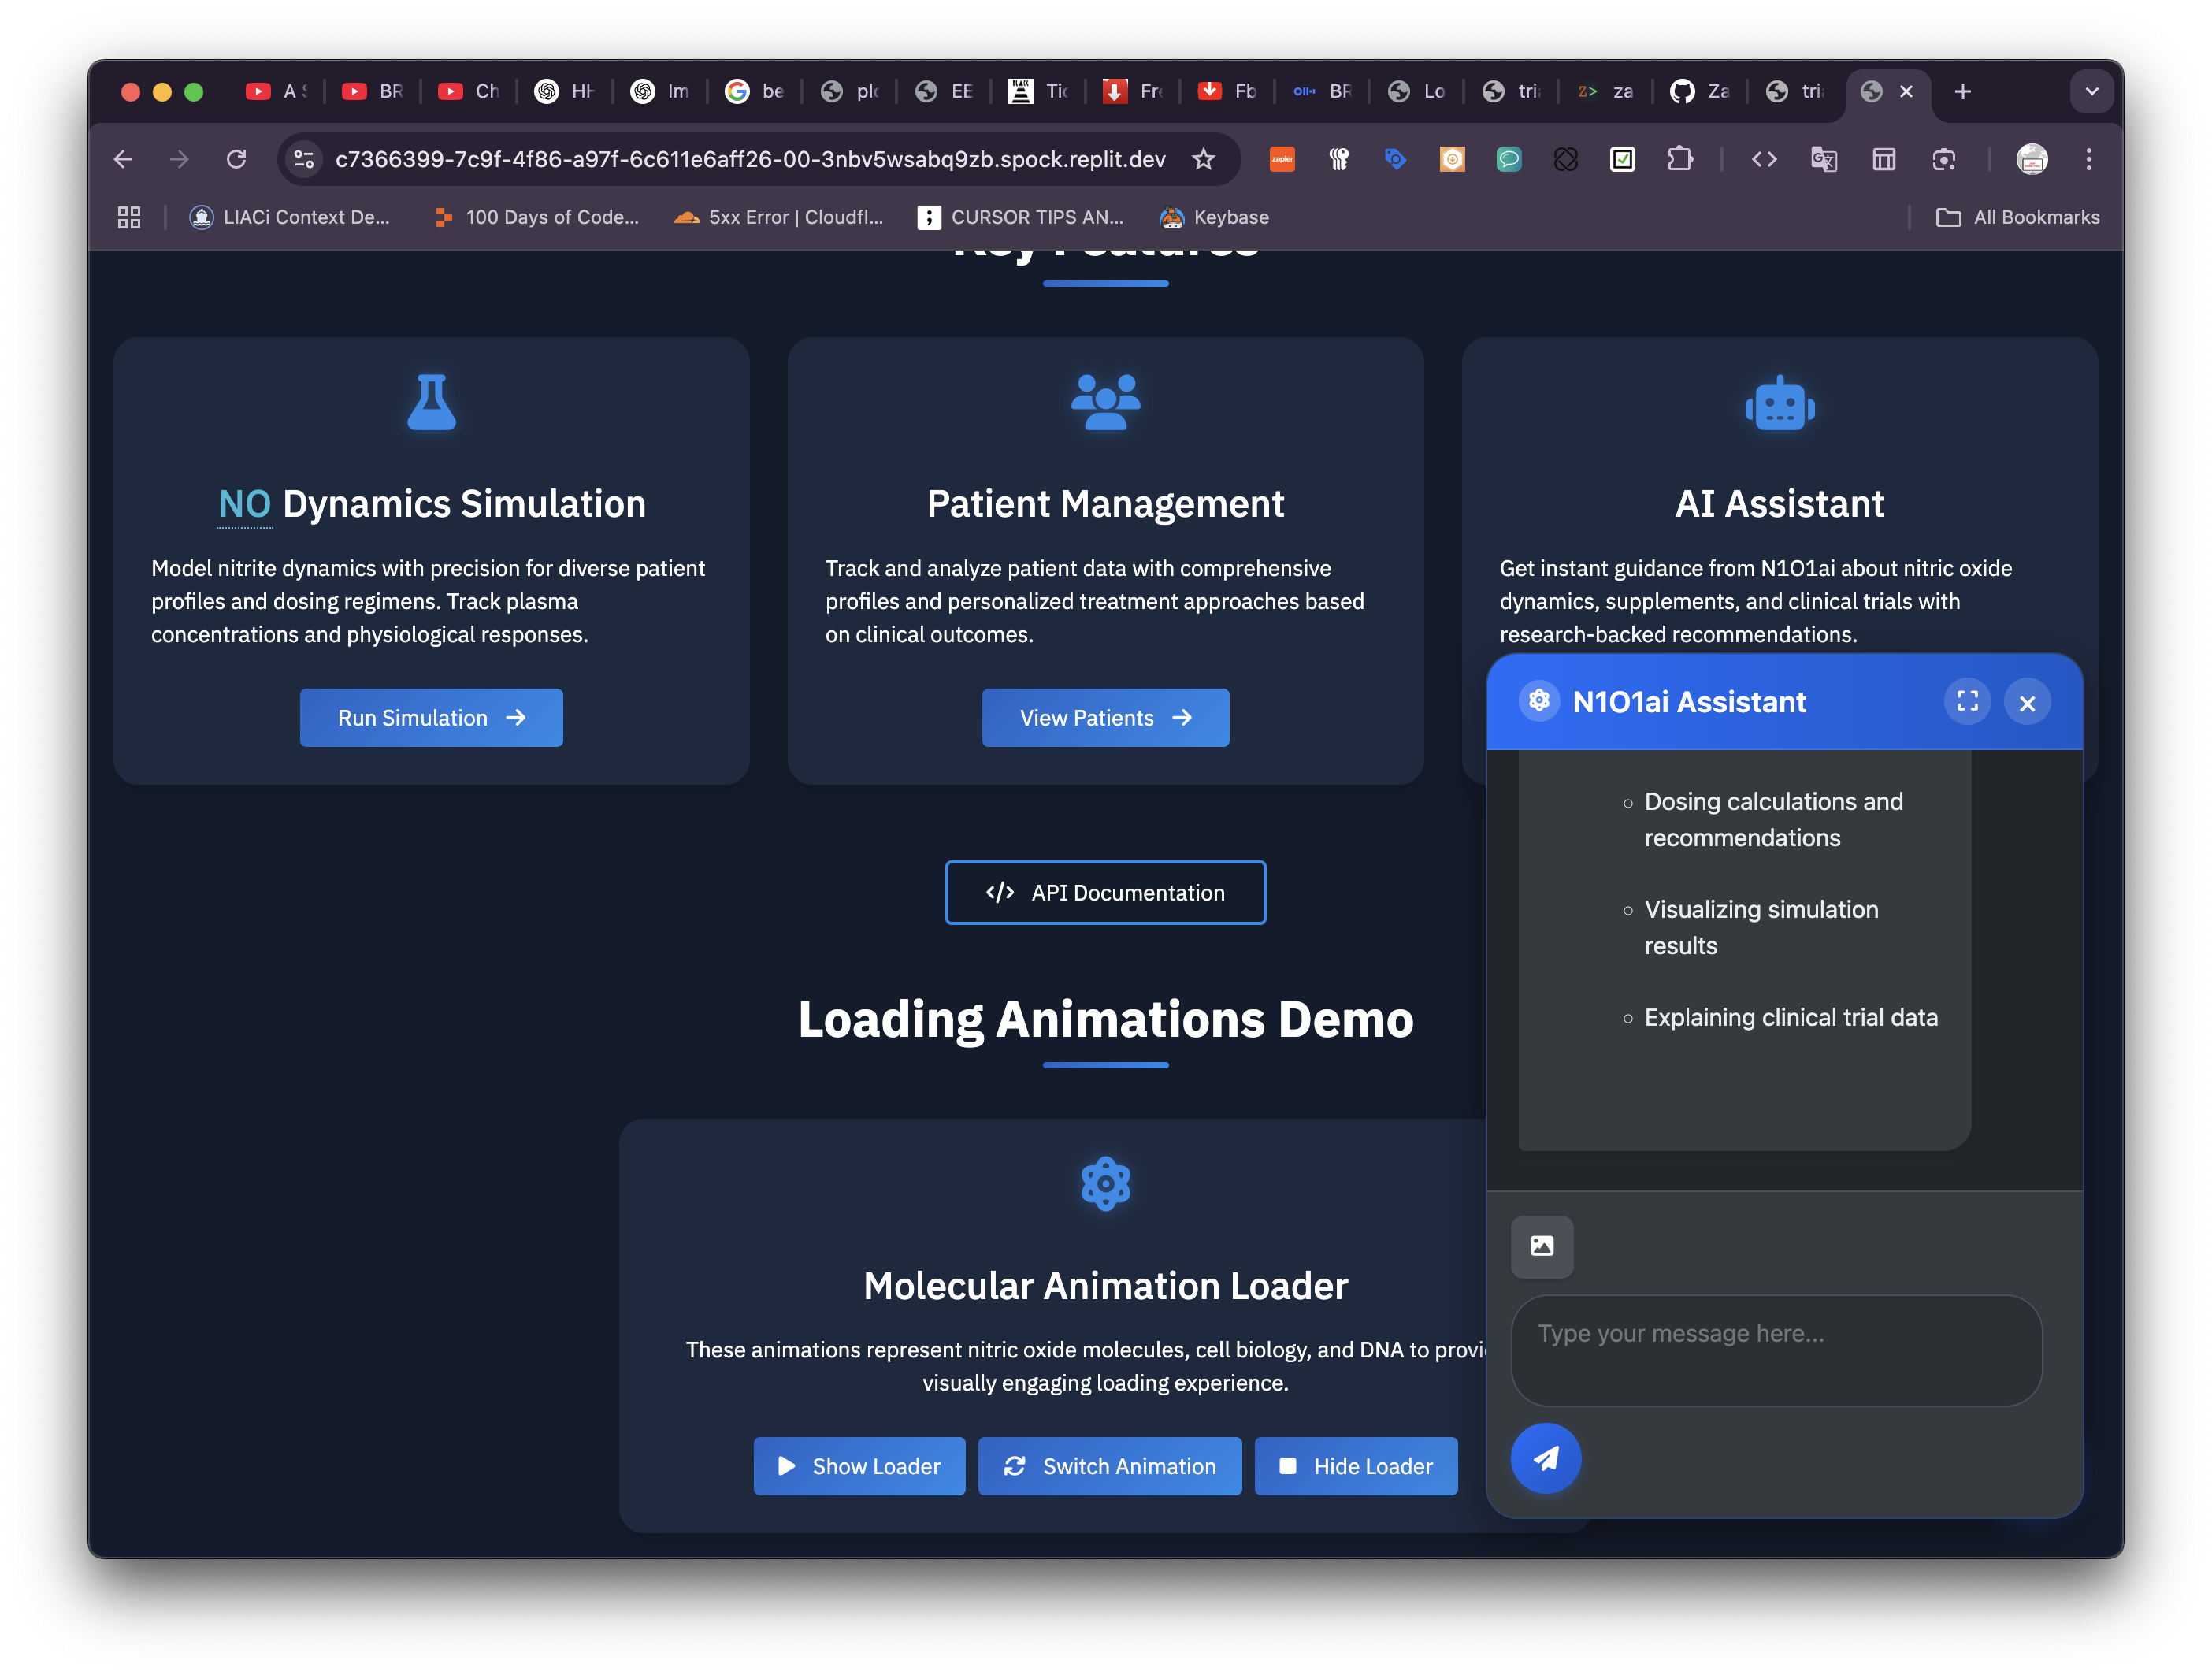 A
BR
Ch
HH
Im
be
plo
EE
Tic
Fre
Fb
BR
Lo
tri
za
Za
tri
c7366399-7c9f-4f86-a97f-6c611e6aff26-00-3nbv5wsabq9zb.spock.replit.dev
zapier
LIACi Context De...
100 Days of Code...
5xx Error | Cloudfl...
CURSOR TIPS AN...
Keybase
All Bookmarks
Key Features
NO Dynamics Simulation
Model nitrite dynamics with precision for diverse patient
profiles and dosing regimens. Track plasma
concentrations and physiological responses.
Run Simulation
Patient Management
Track and analyze patient data with comprehensive
profiles and personalized treatment approaches based
on clinical outcomes.
View Patients
AI Assistant
Get instant guidance from N1O1ai about nitric oxide
dynamics, supplements, and clinical trials with
research-backed recommendations.
API Documentation
Loading Animations Demo
Molecular Animation Loader
These animations represent nitric oxide molecules, cell biology, and DNA to provi
visually engaging loading experience.
Show Loader
Switch Animation
Hide Loader
N1O1ai Assistant
Dosing calculations and
recommendations
Visualizing simulation
results
Explaining clinical trial data
Type your message here...